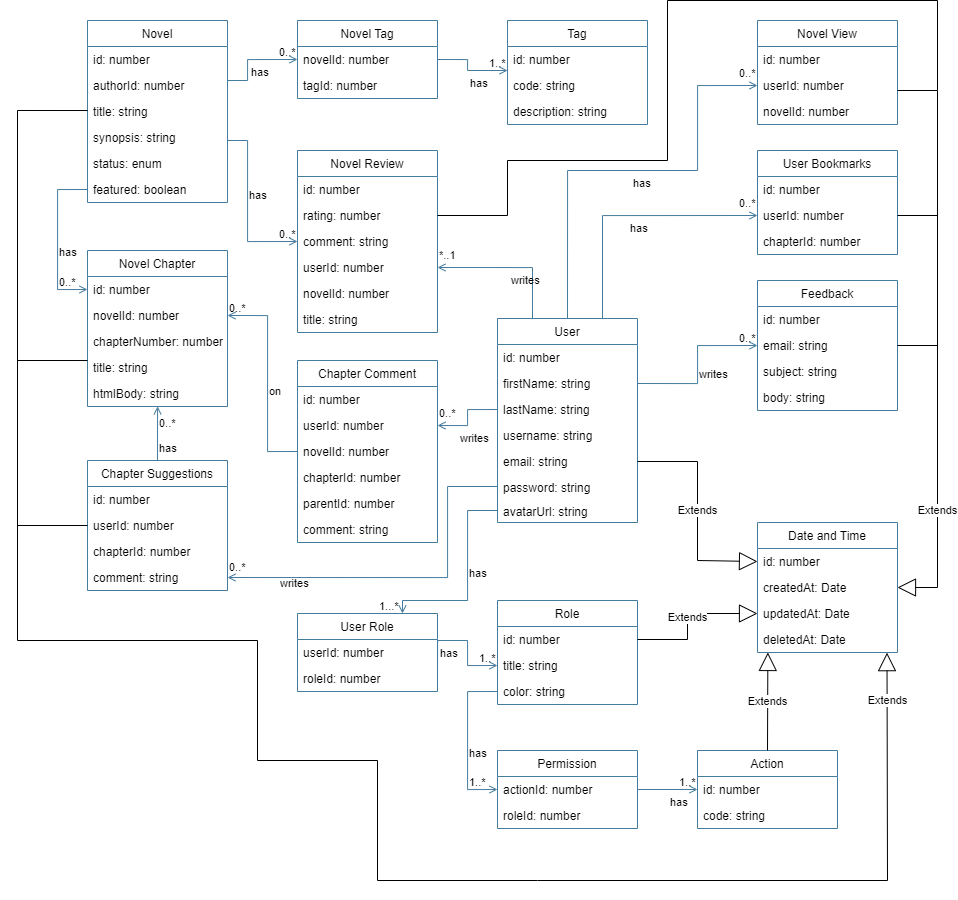 Novel
id: number
authorId: number
title: string
synopsis: string
status: enum
featured: boolean
0..*
has
Novel Tag
novelId: number
tagId: number
1..*
has
Tag
id: number
code: string
description: string
Novel View
id: number
userId: number
novelId: number
0..*
has
Novel Review
id: number
rating: number
comment: string
userId: number
novelId: number
title: string
has
0..*
*..1
writes
User Bookmarks
id: number
userId: number
chapterId: number
0..*
has
has
0..*
Novel Chapter
id: number
novelId: number
chapterNumber: number
title: string
htmlBody: string
0..*
on
0..*
has
Feedback
id: number
email: string
subject: string
body: string
0..*
writes
User
id: number
firstName: string
lastName: string
username: string
email: string
password: string
avatarUrl: string
Chapter Comment
id: number
userId: number
novelId: number
chapterId: number
parentId: number
comment: string
0..*
writes
Chapter Suggestions
id: number
userId: number
chapterId: number
comment: string
0..*
writes
Extends
Extends
Date and Time
id: number
createdAt: Date
updatedAt: Date
deletedAt: Date
has
1...*
User Role
userId: number
roleId: number
has
1..*
Role
id: number
title: string
color: string
Extends
Extends
Extends
has
1..*
Permission
actionId: number
roleId: number
1..*
has
Action
id: number
code: string